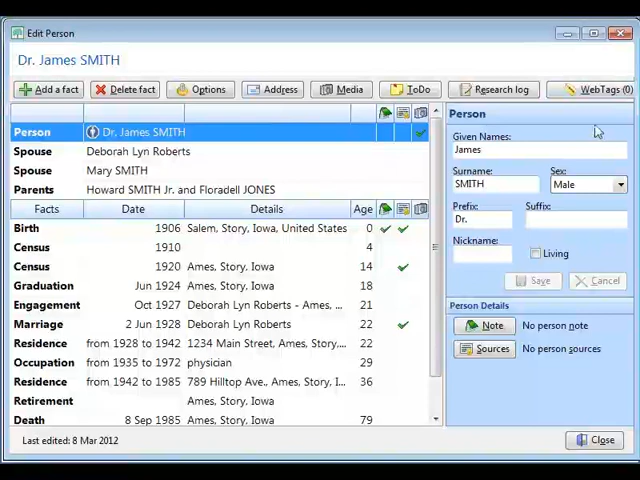 Edit Person
Dr. James SMITH
Add a fact Delete fact Options Address Media ToDo Research log WebTags (0)
Person Dr. James SMITH
Spouse Deborah Lyn Roberts
Spouse Mary SMITH
Parents Howard SMITH Jr. and Floradell JONES
Facts Date Details Age
Birth 1906 Salem, Story, Iowa, United States 0
Census 1910 4
Census 1920 Ames, Story. Iowa 14
Graduation Jun 1924 Ames, Story. Iowa 18
Engagement Oct 1927 Deborah Lyn Roberts - Ames, ... 21
Marriage 2 Jun 1928 Deborah Lyn Roberts 22
Residence from 1928 to 1942 1234 Main Street, Ames, Story. ... 22
Occupation from 1935 to 1942 physician 29
Residence from 1942 to 1985 789 Hilltop Ave., Ames, Story, I... 36
Retirement Ames, Story. Iowa
Death 8 Sep 1985 Ames, Story. Iowa 79
Last edited: 8 Mar 2012
Person
Given Names:
James
Surname: Sex:
SMITH Male
Prefix: Suffix:
Dr.
Nickname:
Living
Save Cancel
Person Details
Note No person note
Sources No person sources
Close